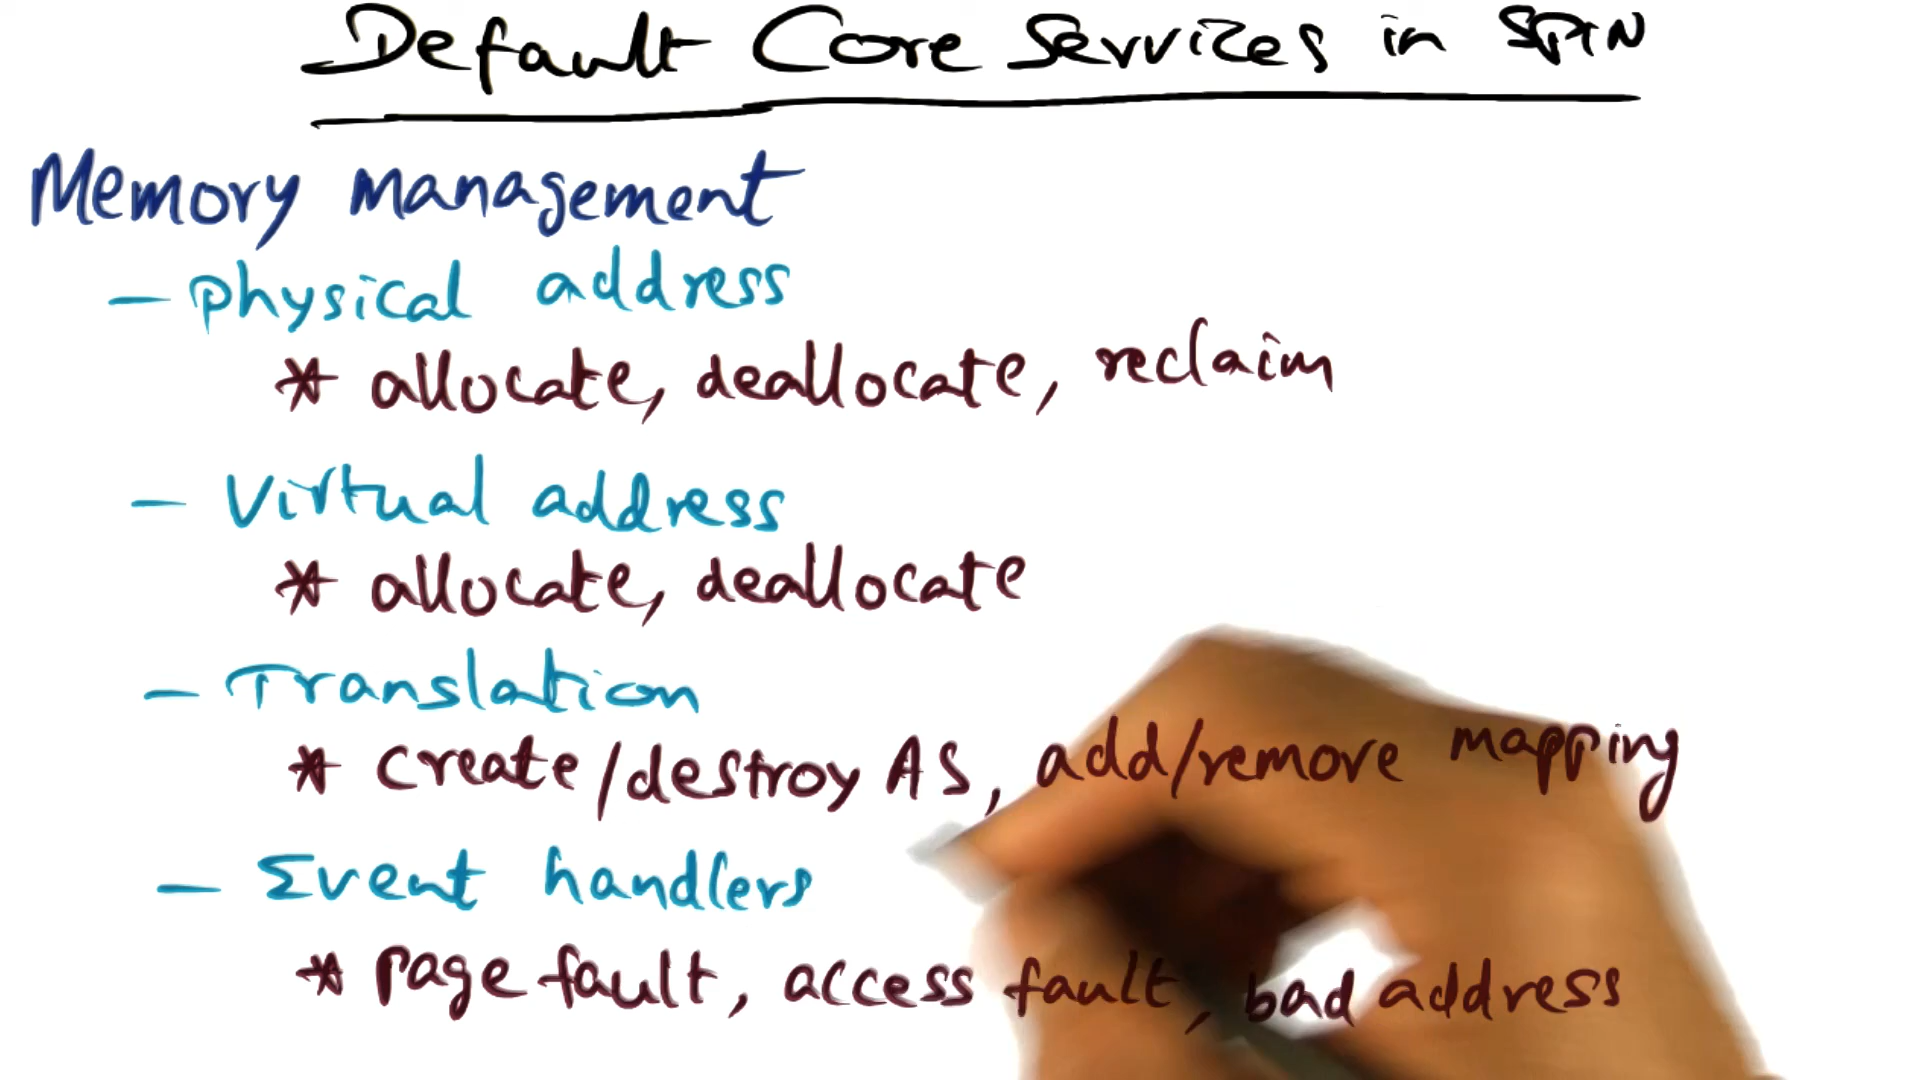 Default Core Services in SPIN
Memory management
- physical address
* allocate, deallocate, reclaim
- Virtual address
* allocate, deallocate
- Translation
* create/destroy AS, add/remove mapping
- Event handlers
* page fault, access fault, bad address